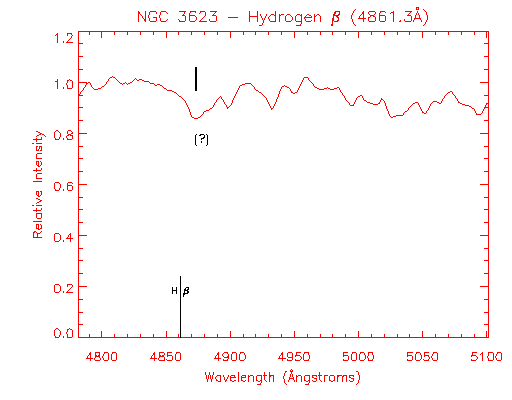 NGC 3623 – Hydrogen β (4861.3Å)
1.2
1.0
0.8
0.6
0.4
0.2
0.0
Relative Intensity
(?)
H β
4800 4850 4900 4950 5000 5050 5100
Wavelength (Ångstroms)